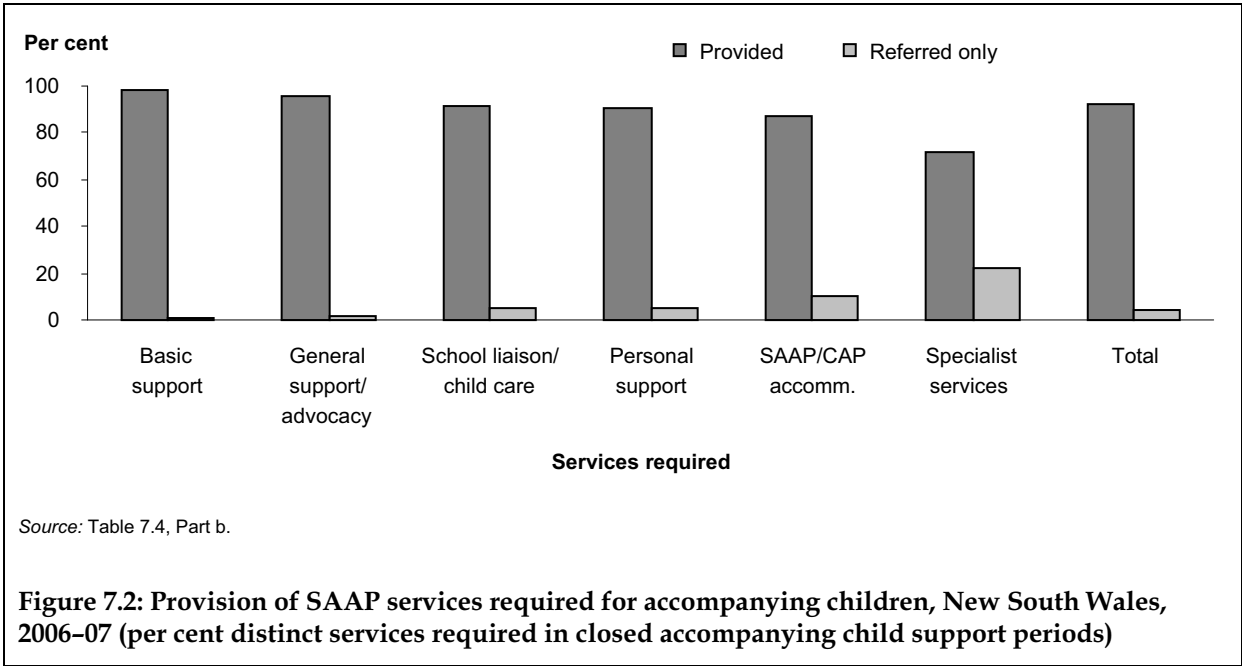 Per cent
Provided
Referred only
100
80
60
40
20
0
Basic
support
General
support/
advocacy
School liaison/
child care
Personal
support
SAAP/CAP
accomm.
Specialist
services
Total
Services required
Source: Table 7.4, Part b.
Figure 7.2: Provision of SAAP services required for accompanying children, New South Wales,
2006–07 (per cent distinct services required in closed accompanying child support periods)